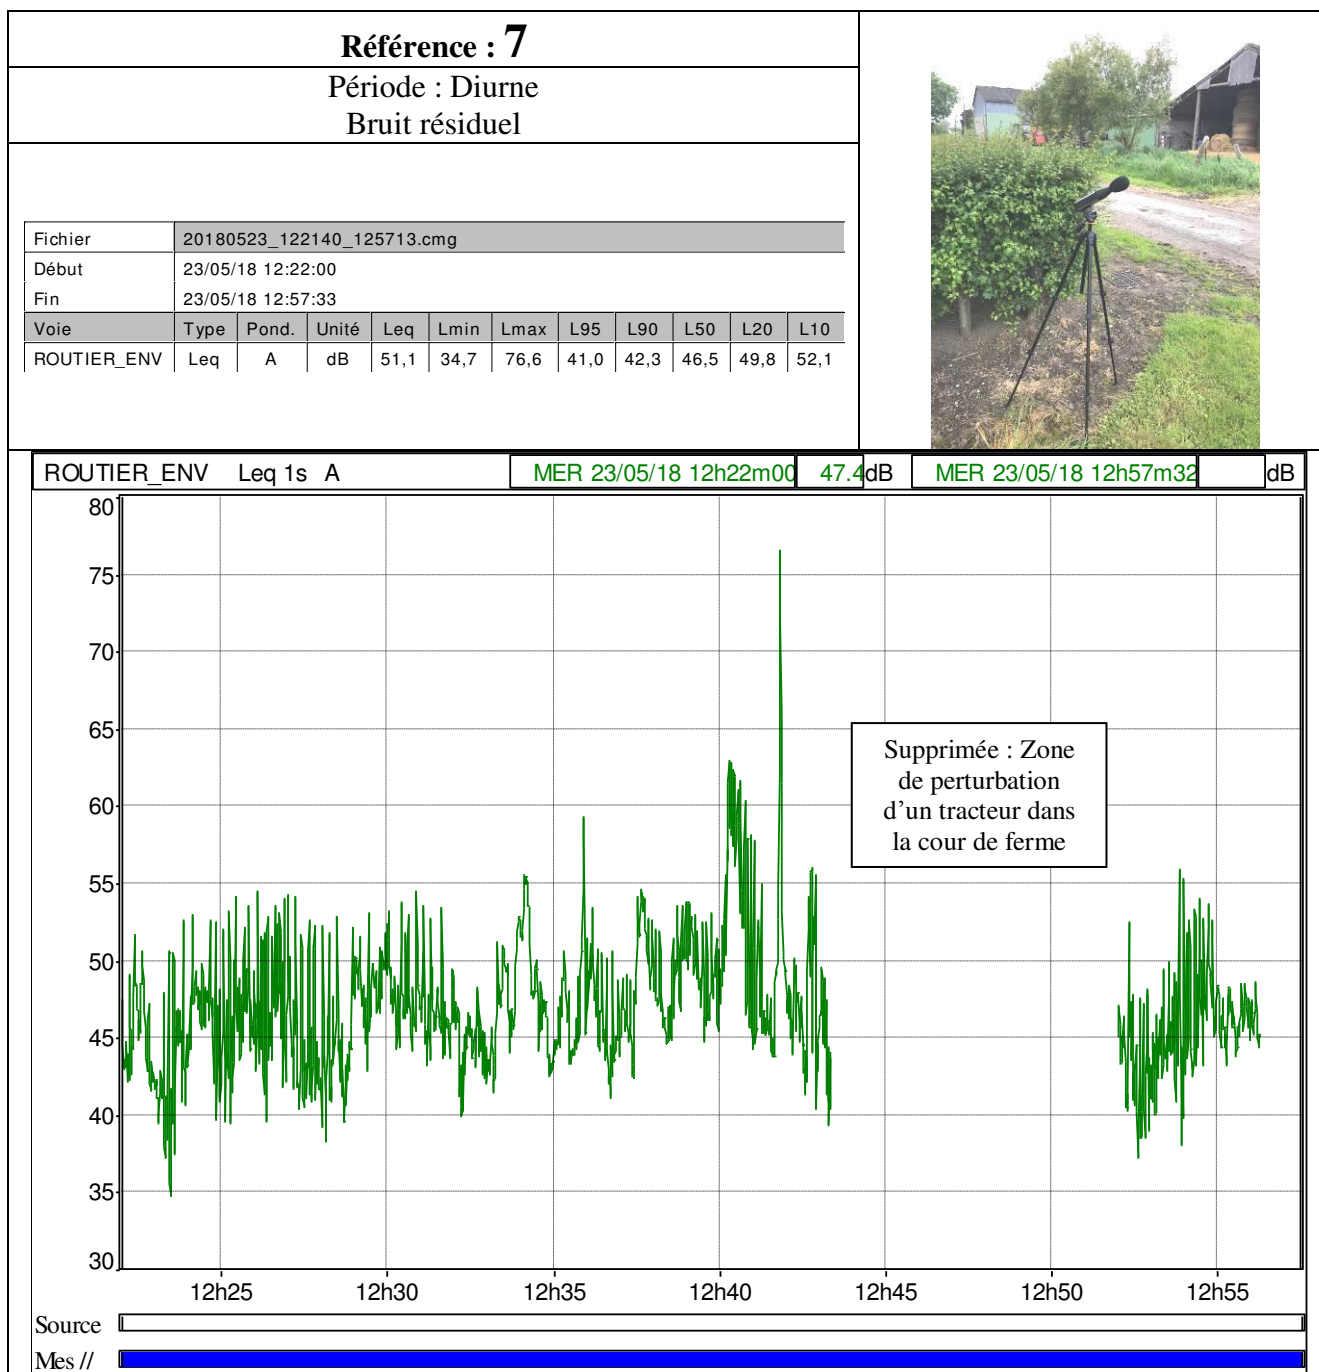 Référence : 7
Période : Diurne
Bruit résiduel
Fichier 20180523_122140_125713.cmg
Début 23/05/18 12:22:00
Fin 23/05/18 12:57:33
Voie Type Pond. Unité Leq Lmin Lmax L95 L90 L50 L20 L10
ROUTIER_ENV Leq A dB 51,1 34,7 76,6 41,0 42,3 46,5 49,8 52,1
ROUTIER_ENV Leq 1s A MER 23/05/18 12h22m00 47.4dB MER 23/05/18 12h57m32 dB
80
75
70
65
60
55
50
45
40
35
30
Supprimée : Zone
de perturbation
d'un tracteur dans
la cour de ferme
12h25 12h30 12h35 12h40 12h45 12h50 12h55
Source
Mes //